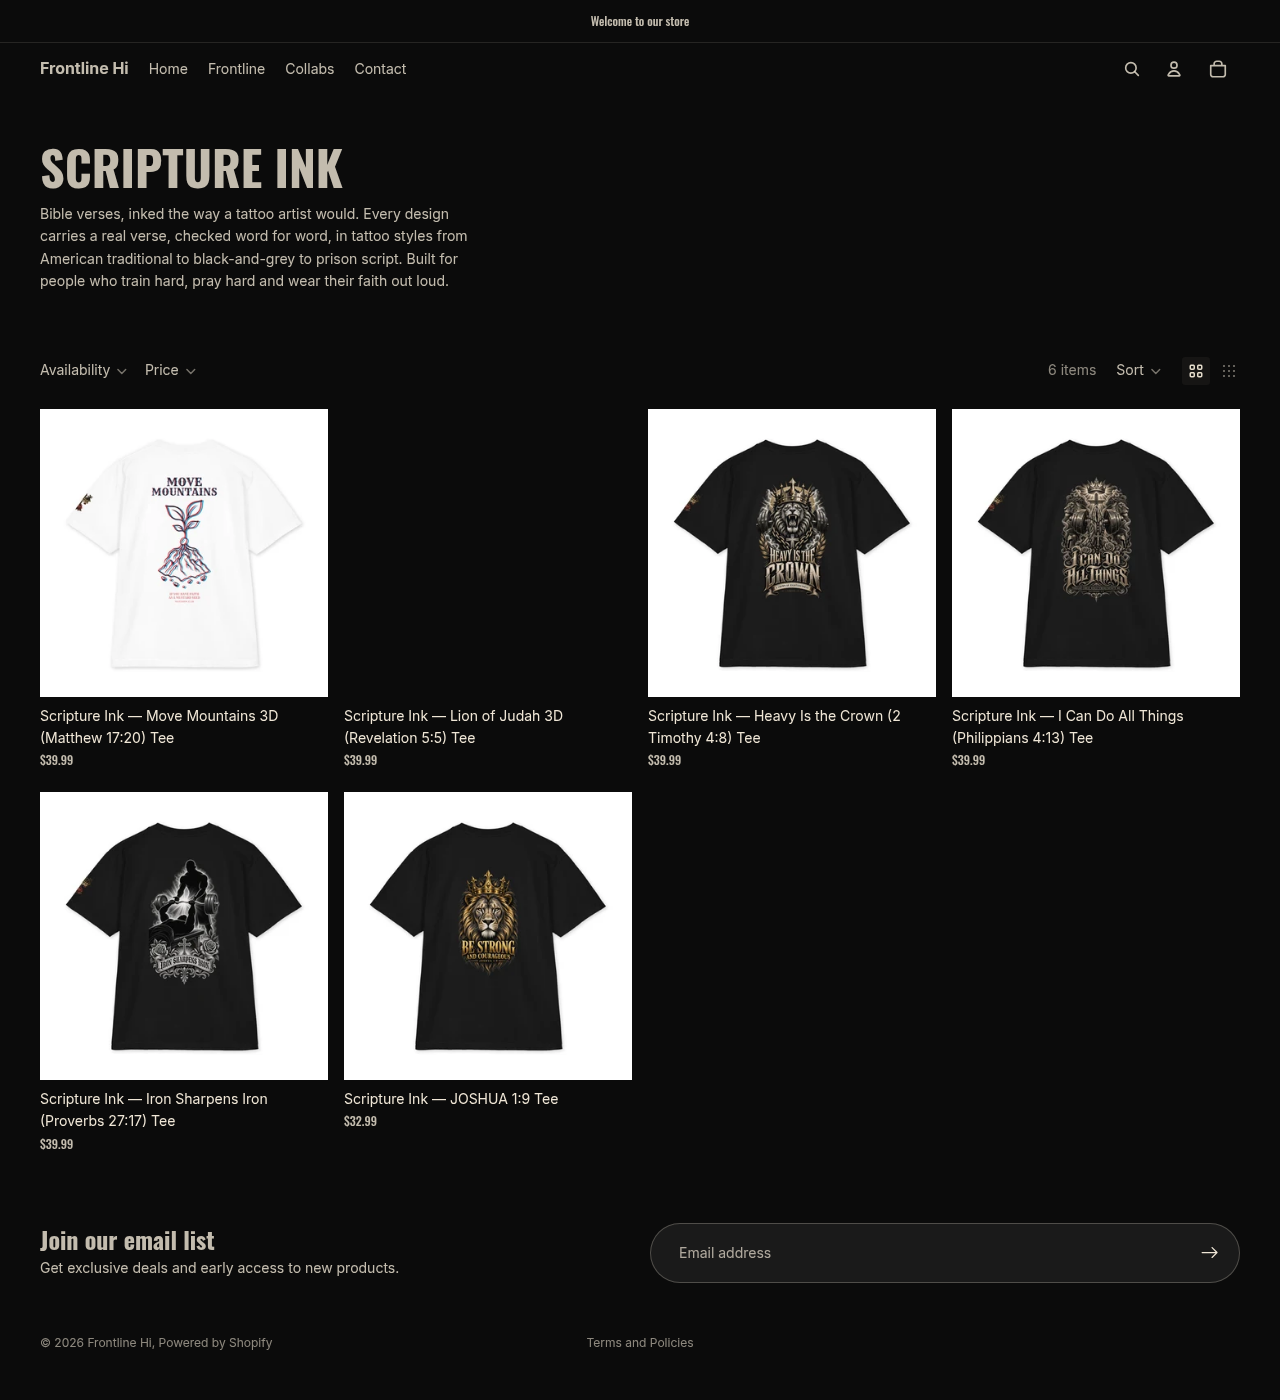 Welcome to our store
Frontline Hi Home Frontline Collabs Contact
SCRIPTURE INK
Bible verses, inked the way a tattoo artist would. Every design
carries a real verse, checked word for word, in tattoo styles from
American traditional to black-and-grey to prison script. Built for
people who train hard, pray hard and wear their faith out loud.
Availability Price 6 items Sort
MOVE
MOUNTAINS
HEAVY IS THE
CROWN
I CAN DO
ALL THINGS
Scripture Ink — Move Mountains 3D
(Matthew 17:20) Tee
$39.99
Scripture Ink — Lion of Judah 3D
(Revelation 5:5) Tee
$39.99
Scripture Ink — Heavy Is the Crown (2
Timothy 4:8) Tee
$39.99
Scripture Ink — I Can Do All Things
(Philippians 4:13) Tee
$39.99
IRON SHARPENS IRON
BE STRONG
AND COURAGEOUS
Scripture Ink — Iron Sharpens Iron
(Proverbs 27:17) Tee
$39.99
Scripture Ink — JOSHUA 1:9 Tee
$32.99
Join our email list
Get exclusive deals and early access to new products.
Email address
© 2026 Frontline Hi, Powered by Shopify
Terms and Policies